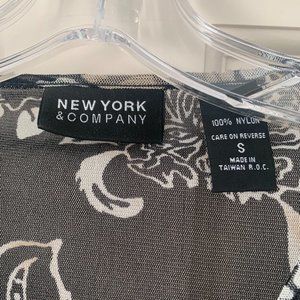 NEW YORK
& COMPANY
100% NYLON
CARE ON REVERSE
S
MADE IN
TAIWAN R.O.C.